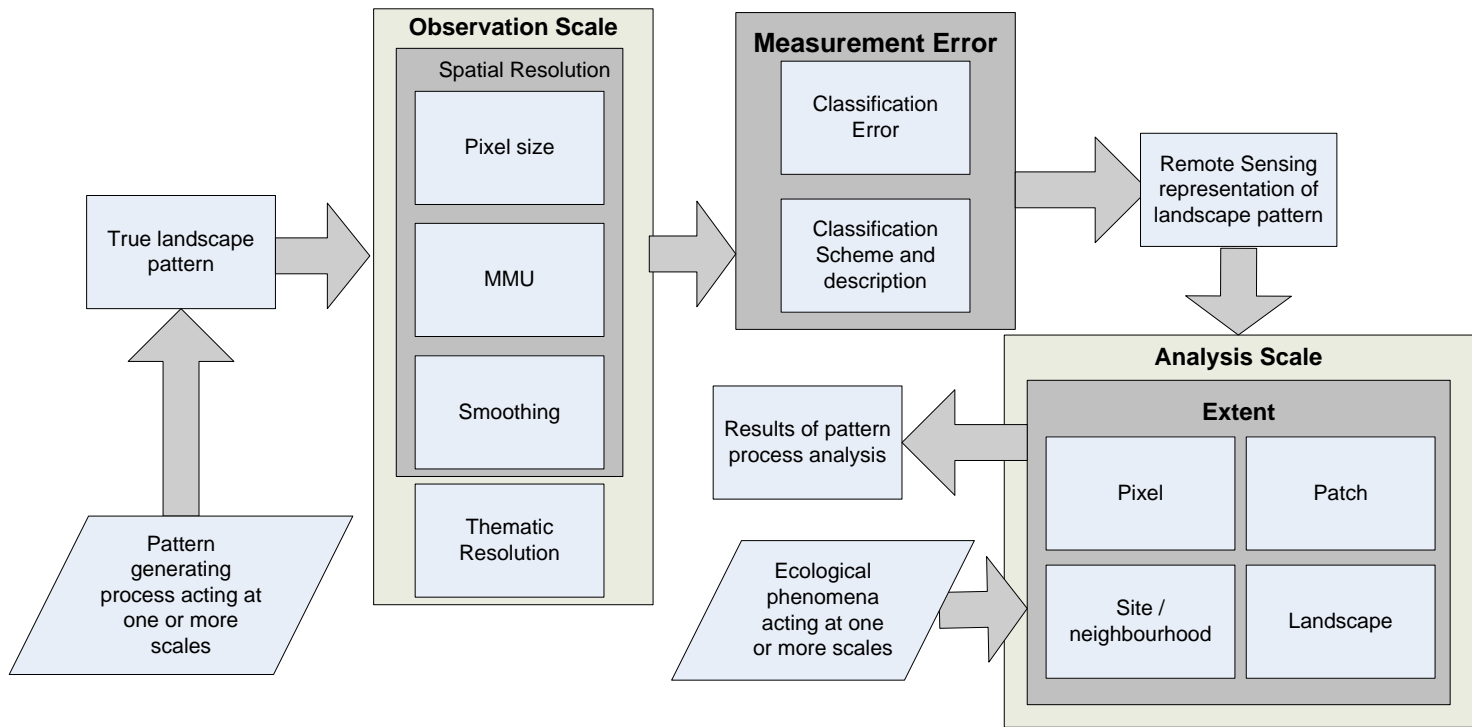 Observation Scale
Spatial Resolution
Pixel size
MMU
Smoothing
Thematic
Resolution
Measurement Error
Classification
Error
Classification
Scheme and
description
Remote Sensing
representation of
landscape pattern
True landscape
pattern
Pattern
generating
process acting at
one or more
scales
Analysis Scale
Extent
Pixel
Patch
Site /
neighbourhood
Landscape
Results of pattern
process analysis
Ecological
phenomena
acting at one
or more scales